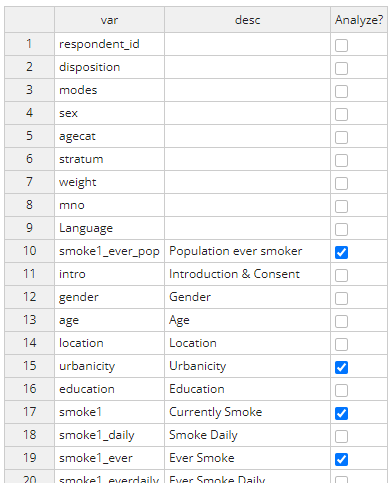 var desc Analyze?
1 respondent_id
2 disposition
3 modes
4 sex
5 agecat
6 stratum
7 weight
8 mno
9 Language
10 smoke1_ever_pop Population ever smoker
11 intro Introduction & Consent
12 gender Gender
13 age Age
14 location Location
15 urbanicity Urbanicity
16 education Education
17 smoke1 Currently Smoke
18 smoke1_daily Smoke Daily
19 smoke1_ever Ever Smoke
20 smoke1_everdaily Ever Smoke Daily